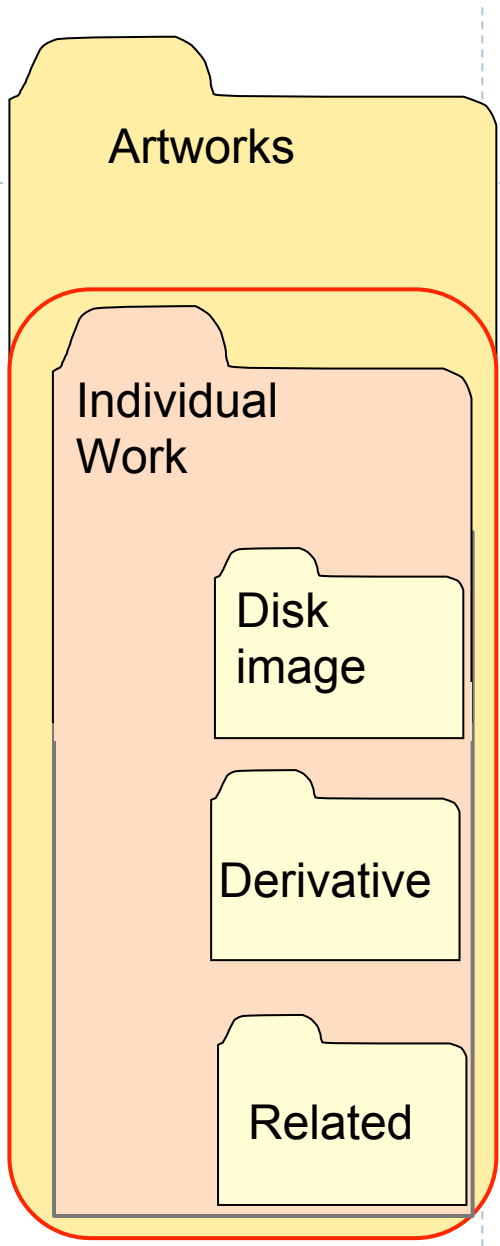 Artworks
Individual
Work
Disk
image
Derivative
Related